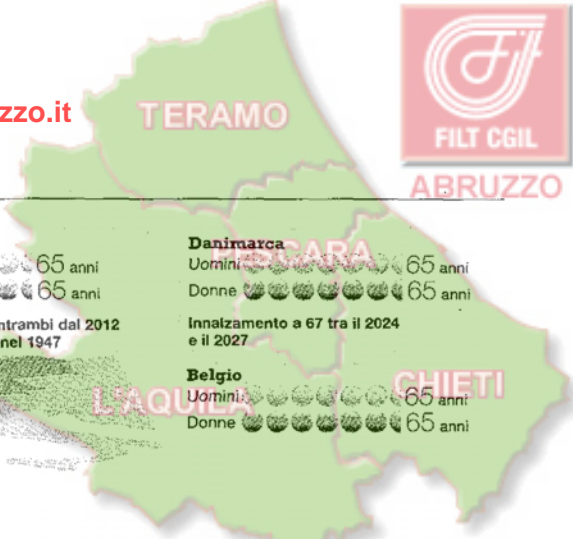 zzo.it
TERAMO
FILT CGIL
ABRUZZO
65 anni
65 anni
ntrambi dal 2012
nel 1947
Danimarca
PESCARA
Uomini 65 anni
Donne 65 anni
Innalzamento a 67 tra il 2024
e il 2027
Belgio
L'AQUILA
CHIETI
Uomini 65 anni
Donne 65 anni